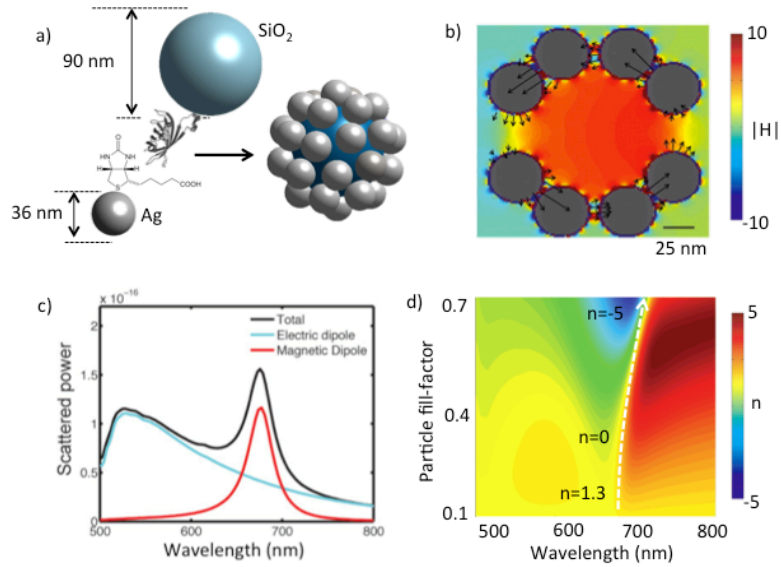 a)
SiO₂
90 nm
O
HN NH
H H
S
COOH
36 nm
Ag
b)
10
|H|
-10
25 nm
c)
x 10⁻¹⁶
2
1.5
1
0.5
0
Scattered power
Total
Electric dipole
Magnetic Dipole
500 600 700 800
Wavelength (nm)
d)
0.7
0.4
0.1
Particle fill-factor
n=-5
n=0
n=1.3
500 600 700 800
Wavelength (nm)
5
n
-5